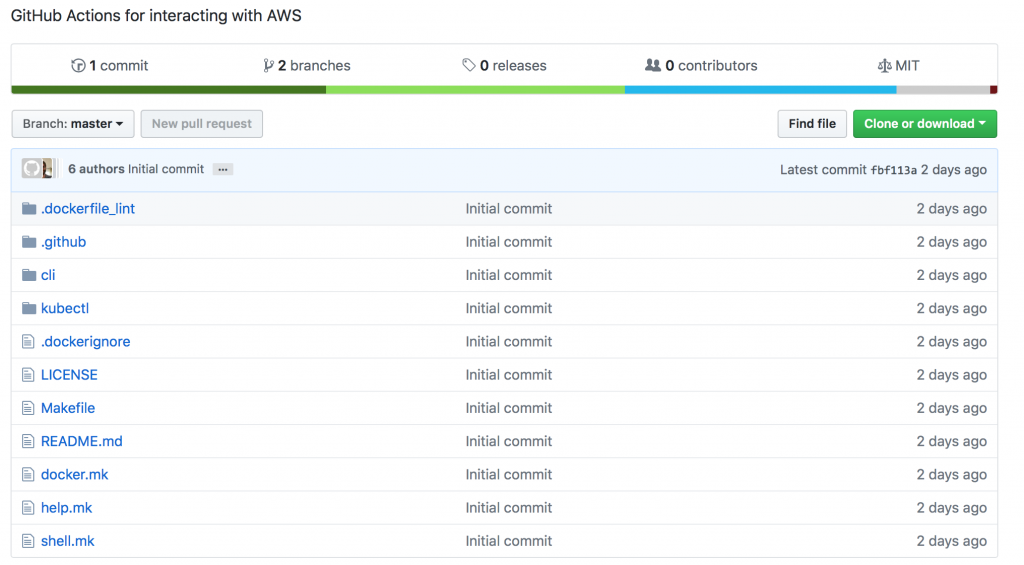 GitHub Actions for interacting with AWS
1 commit 2 branches 0 releases 0 contributors MIT
Branch: master New pull request Find file Clone or download
6 authors Initial commit … Latest commit fbf113a 2 days ago
.dockerfile_lint Initial commit 2 days ago
.github Initial commit 2 days ago
cli Initial commit 2 days ago
kubectl Initial commit 2 days ago
.dockerignore Initial commit 2 days ago
LICENSE Initial commit 2 days ago
Makefile Initial commit 2 days ago
README.md Initial commit 2 days ago
docker.mk Initial commit 2 days ago
help.mk Initial commit 2 days ago
shell.mk Initial commit 2 days ago